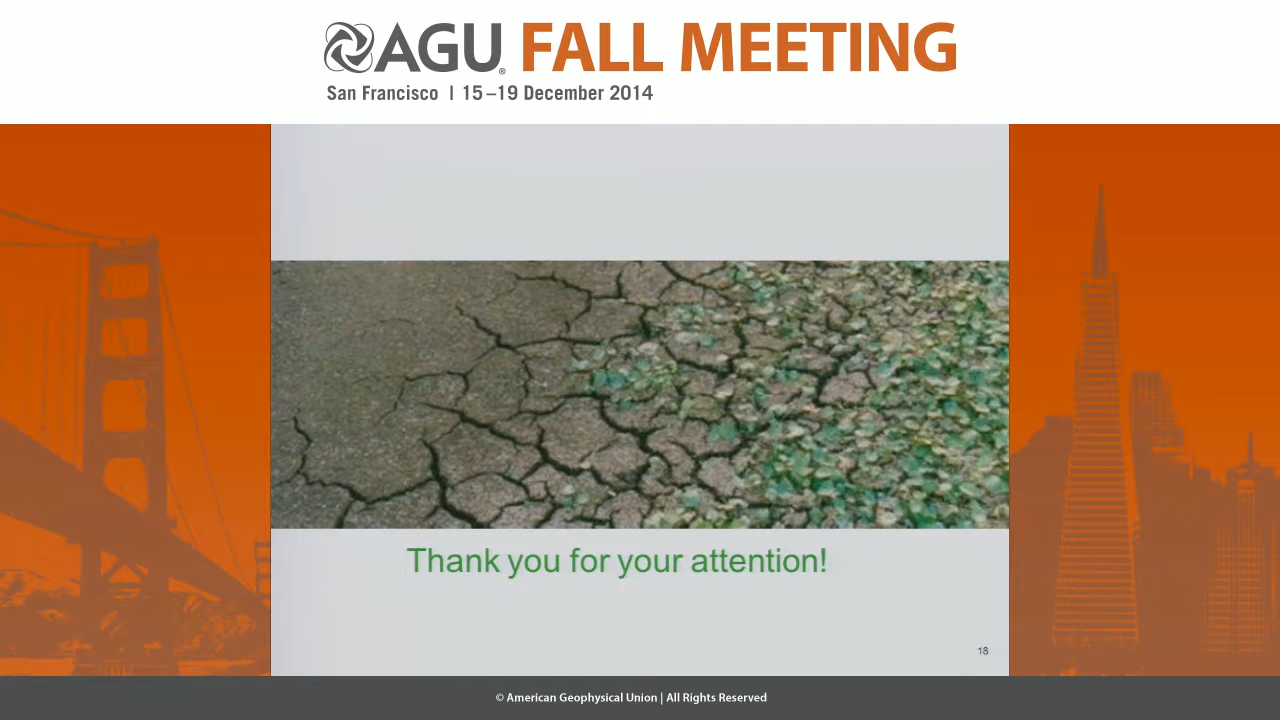 AGU® FALL MEETING
San Francisco | 15–19 December 2014
Thank you for your attention!
18
© American Geophysical Union | All Rights Reserved